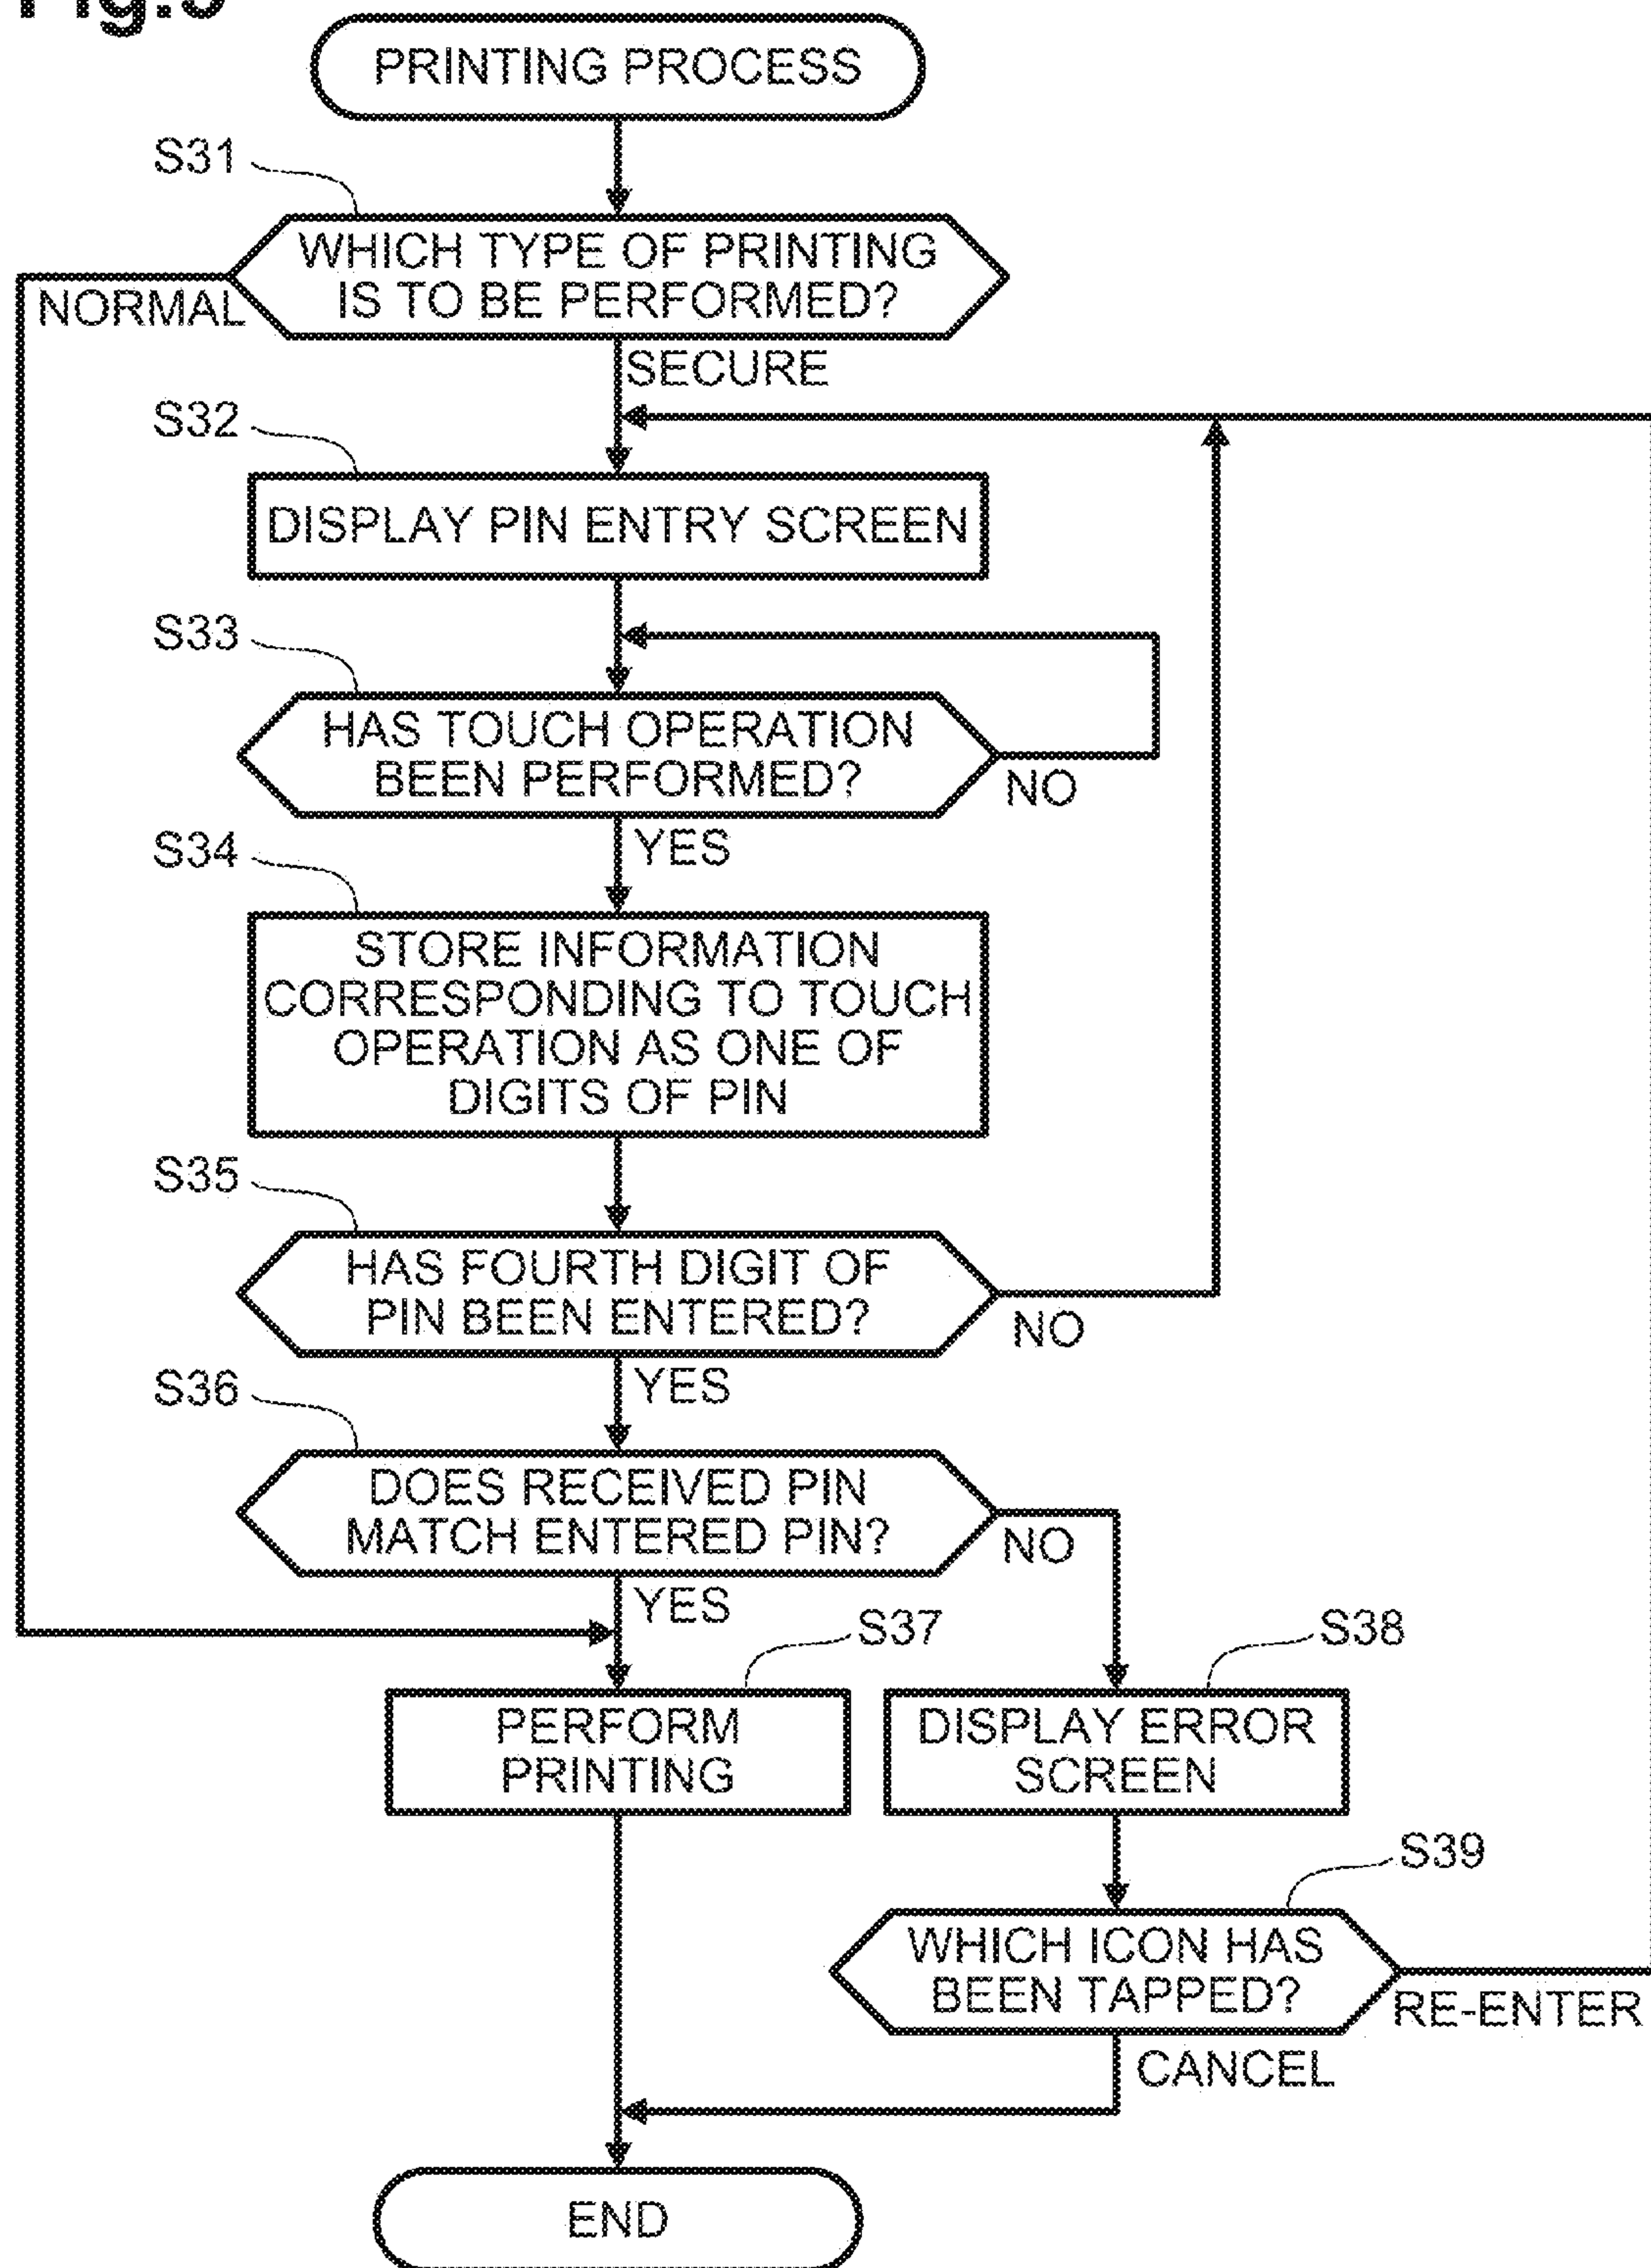 PRINTING PROCESS
S31
WHICH TYPE OF PRINTING
IS TO BE PERFORMED?
NORMAL
SECURE
S32
DISPLAY PIN ENTRY SCREEN
S33
HAS TOUCH OPERATION
BEEN PERFORMED?
NO
YES
S34
STORE INFORMATION
CORRESPONDING TO TOUCH
OPERATION AS ONE OF
DIGITS OF PIN
S35
HAS FOURTH DIGIT OF
PIN BEEN ENTERED?
NO
YES
S36
DOES RECEIVED PIN
MATCH ENTERED PIN?
NO
YES
S37
S38
PERFORM
PRINTING
DISPLAY ERROR
SCREEN
S39
WHICH ICON HAS
BEEN TAPPED?
RE-ENTER
CANCEL
END